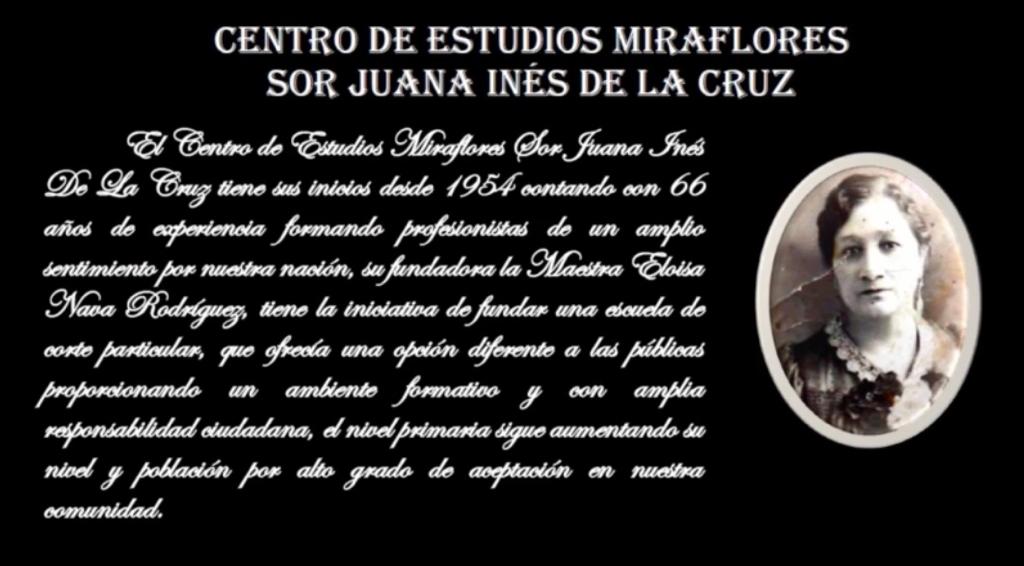 CENTRO DE ESTUDIOS MIRAFLORES
SOR JUANA INÉS DE LA CRUZ
El Centro de Estudios Miraflores Sor Juana Inés
De La Cruz tiene sus inicios desde 1954 contando con 66
años de experiencia formando profesionistas de un amplio
sentimiento por nuestra nación, su fundadora la Maestra Eloisa
Nava Rodríguez, tiene la iniciativa de fundar una escuela de
corte particular, que ofrecía una opción diferente a las públicas
proporcionando un ambiente formativo y con amplia
responsabilidad ciudadana, el nivel primaria sigue aumentando su
nivel y población por alto grado de aceptación en nuestra
comunidad.